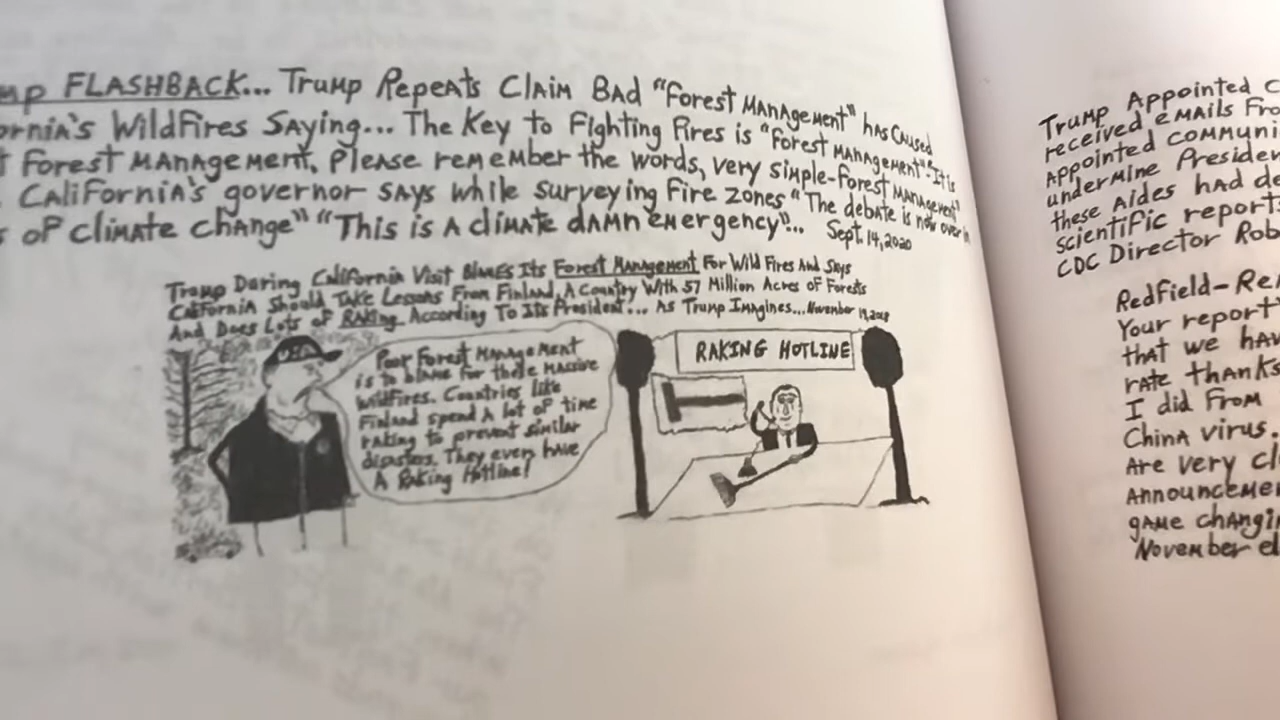 mp FLASHBACK... Trump Repeats Claim Bad "Forest Management" has caused
ornia's Wildfires Saying... The Key to Fighting Fires is "Forest Management"-It is
t Forest Management. Please remember the words, very simple-Forest Management"
. California's governor says while surveying fire zones "The debate is now over in
s of climate change" "This is a climate damn emergency"... Sept. 14, 2020
Trump During California Visit Blames Its Forest Management For Wild Fires And Says
California Should Take Lessons From Finland, A Country With 57 Million Acres of Forests
And Does Lots of Raking According To Its President... As Trump Imagines... November 19, 2018
Poor Forest Management
is to blame for these massive
wildfires. Countries like
Finland spend a lot of time
raking to prevent similar
disasters. They even have
A Raking Hotline!
RAKING HOTLINE
Trump Appointed C
received emails Fro
Appointed communi
undermine Presiden
these Aides had de
scientific report
CDC Director Rob
Redfield-Re
Your report
that we hav
rate thanks
I did from
China virus.
Are very cl
Announceme
game changin
November el